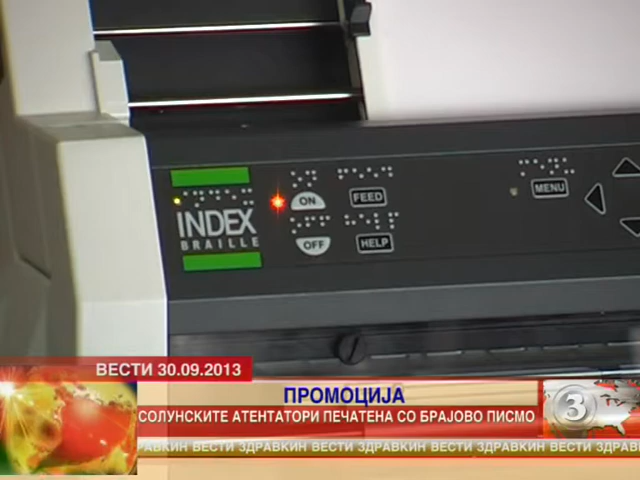 INDEX
BRAILLE
ON
OFF
FEED
HELP
MENU
ВЕСТИ 30.09.2013
ПРОМОЦИЈА
СОЛУНСКИТЕ АТЕНТАТОРИ ПЕЧАТЕНА СО БРАЈОВО ПИСМО
3
ВЕСТИ ЗДРАВКИН ВЕСТИ ЗДРАВКИН ВЕСТИ ЗДРАВКИН ВЕСТИ ЗДРАВКИН ВЕСТИ